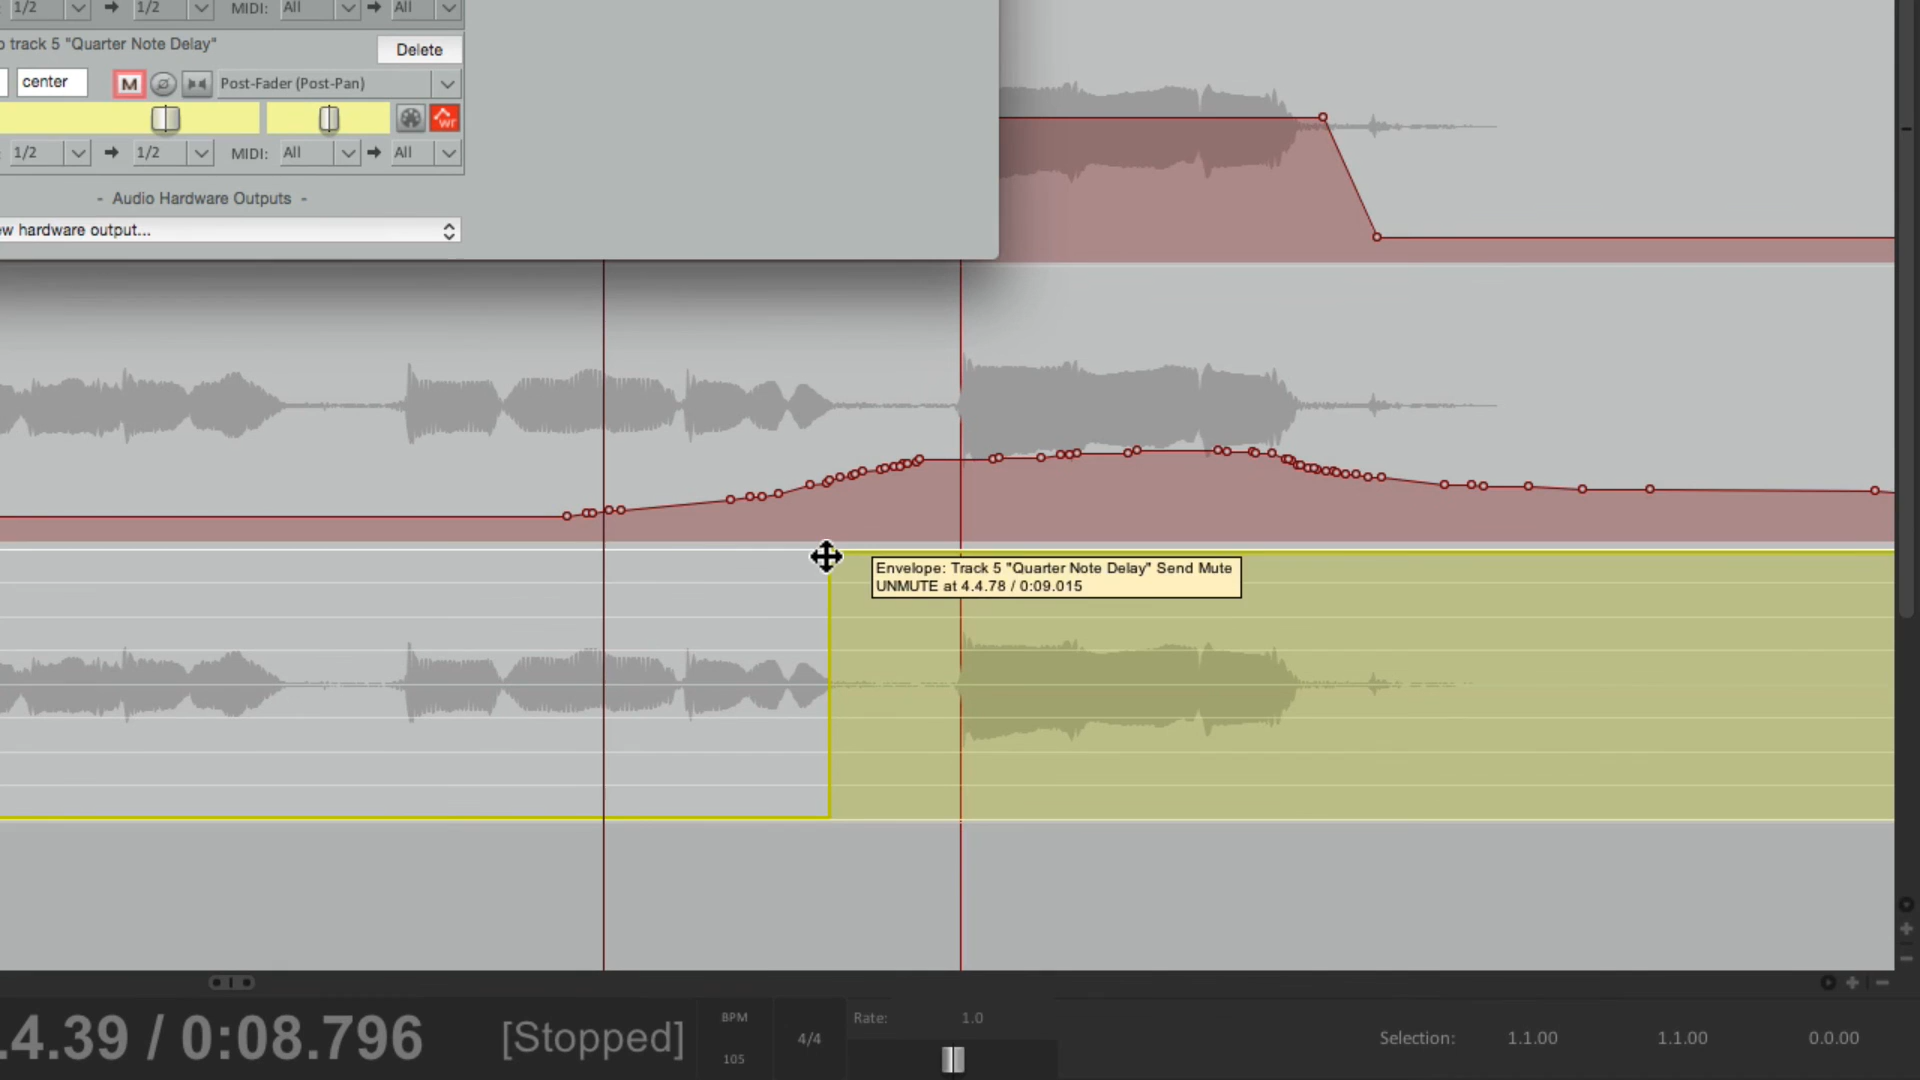 1/2 1/2 MIDI: All All
o track 5 "Quarter Note Delay" Delete
center M Post-Fader (Post-Pan)
wr
1/2 1/2 MIDI: All All
- Audio Hardware Outputs -
ew hardware output...
Envelope: Track 5 "Quarter Note Delay" Send Mute
UNMUTE at 4.4.78 / 0:09.015
.4.39 / 0:08.796 [Stopped]
BPM
105
4/4
Rate: 1.0
Selection: 1.1.00 1.1.00 0.0.00